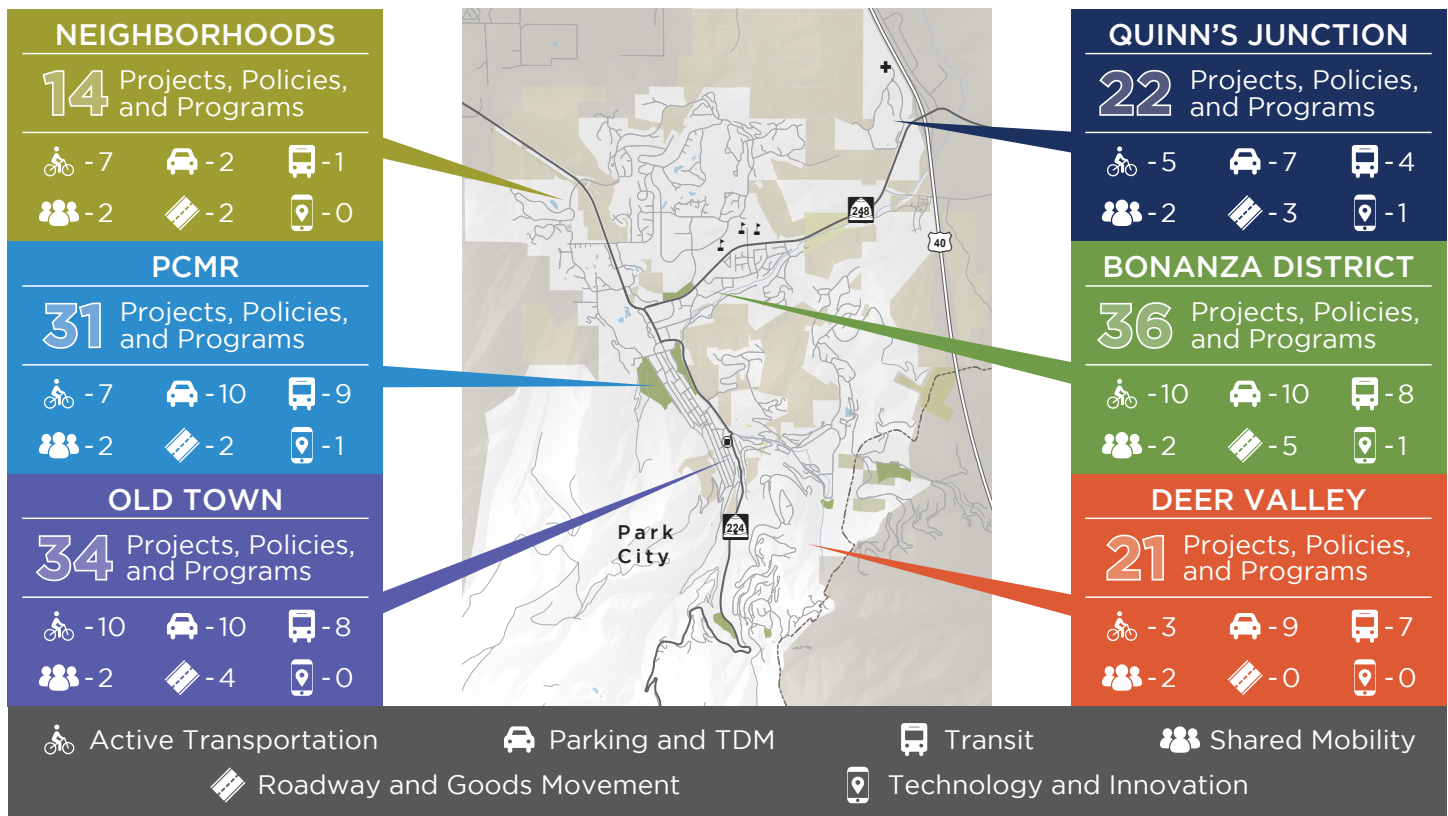 NEIGHBORHOODS
14 Projects, Policies,
and Programs
-7 -2 -1
-2 -2 -0
PCMR
31 Projects, Policies,
and Programs
-7 -10 -9
-2 -2 -1
OLD TOWN
34 Projects, Policies,
and Programs
-10 -10 -8
-2 -4 -0
248
40
Park
City
224
QUINN'S JUNCTION
22 Projects, Policies,
and Programs
-5 -7 -4
-2 -3 -1
BONANZA DISTRICT
36 Projects, Policies,
and Programs
-10 -10 -8
-2 -5 -1
DEER VALLEY
21 Projects, Policies,
and Programs
-3 -9 -7
-2 -0 -0
Active Transportation Parking and TDM Transit Shared Mobility
Roadway and Goods Movement Technology and Innovation